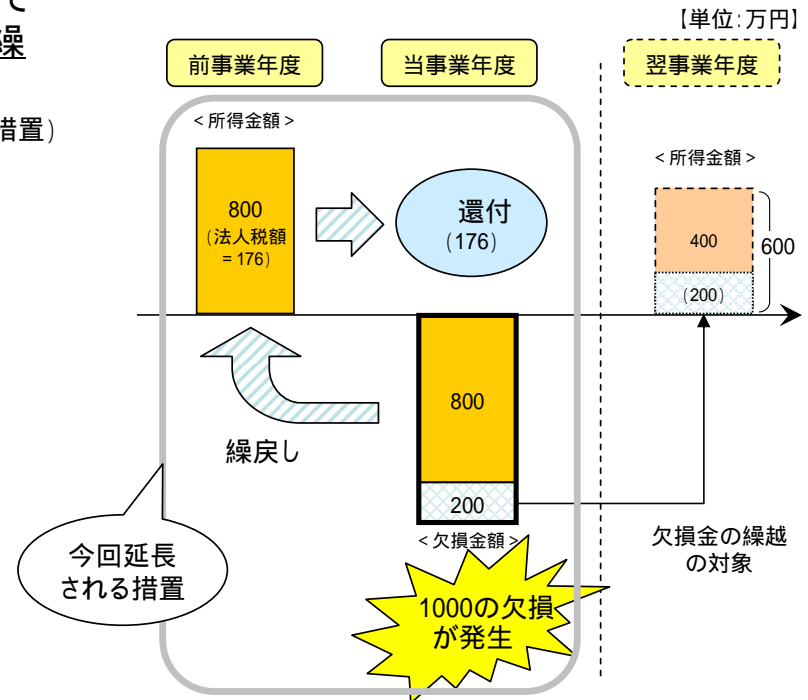 て
繰
措置）
【単位：万円】
前事業年度
当事業年度
翌事業年度
＜所得金額＞
800
（法人税額
＝176）
還付
（176）
＜所得金額＞
400
（200）
600
繰戻し
800
200
＜欠損金額＞
1000の欠損
が発生
今回延長
される措置
欠損金の繰越
の対象